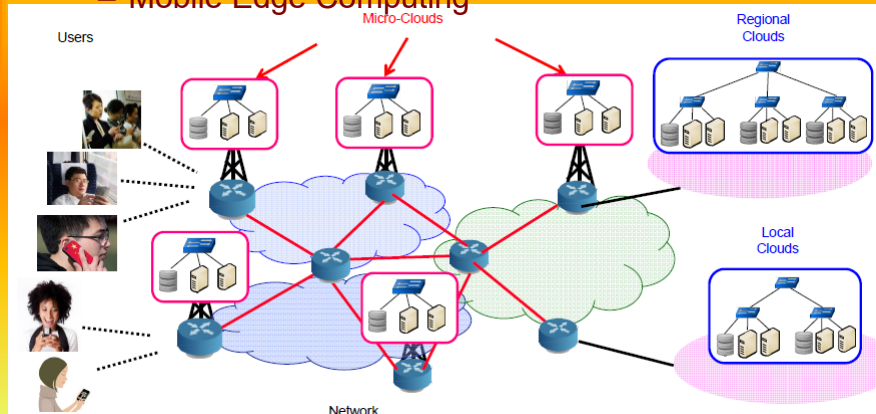 – Mobile Edge Computing
Users
Micro-Clouds
Regional
Clouds
Local
Clouds
Network